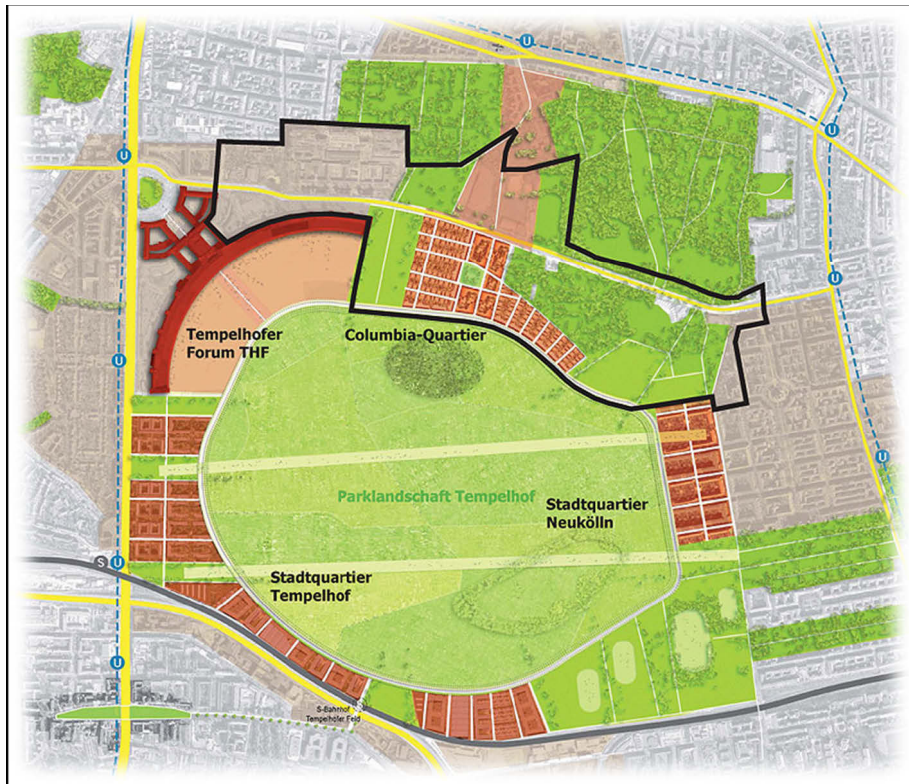 U
U
U
U
Tempelhofer
Forum THF
Columbia-Quartier
U
U
Parklandschaft Tempelhof
Stadtquartier
Neukölln
S
U
Stadtquartier
Tempelhof
U
S-Bahnhof
Tempelhofer Feld